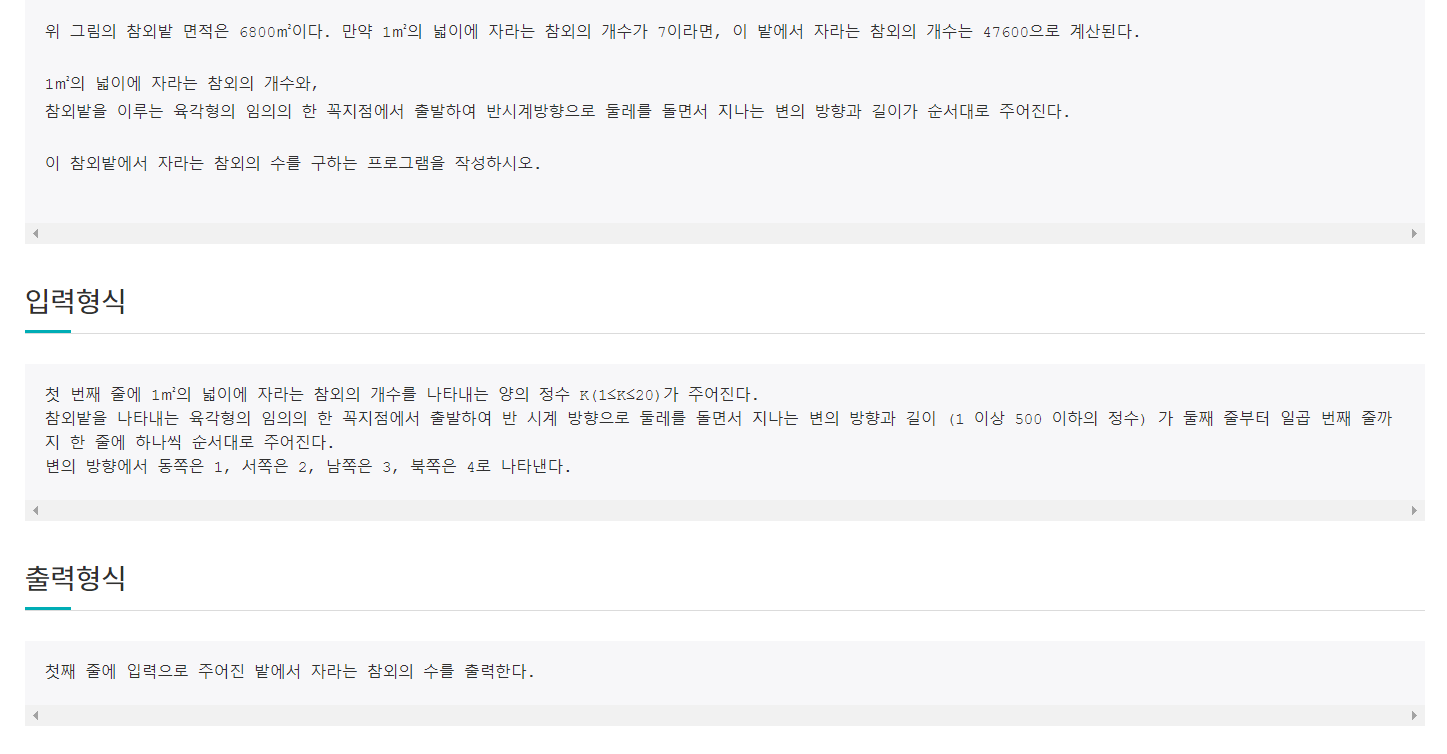 위 그림의 참외밭 면적은 6800㎡이다. 만약 1㎡의 넓이에 자라는 참외의 개수가 7이라면, 이 밭에서 자라는 참외의 개수는 47600으로 계산된다.
1㎡의 넓이에 자라는 참외의 개수와,
참외밭을 이루는 육각형의 임의의 한 꼭지점에서 출발하여 반시계방향으로 둘레를 돌면서 지나는 변의 방향과 길이가 순서대로 주어진다.
이 참외밭에서 자라는 참외의 수를 구하는 프로그램을 작성하시오.
입력형식
첫 번째 줄에 1㎡의 넓이에 자라는 참외의 개수를 나타내는 양의 정수 K(1≤K≤20)가 주어진다.
참외밭을 나타내는 육각형의 임의의 한 꼭지점에서 출발하여 반 시계 방향으로 둘레를 돌면서 지나는 변의 방향과 길이 (1 이상 500 이하의 정수) 가 둘째 줄부터 일곱 번째 줄까
지 한 줄에 하나씩 순서대로 주어진다.
변의 방향에서 동쪽은 1, 서쪽은 2, 남쪽은 3, 북쪽은 4로 나타낸다.
출력형식
첫째 줄에 입력으로 주어진 밭에서 자라는 참외의 수를 출력한다.